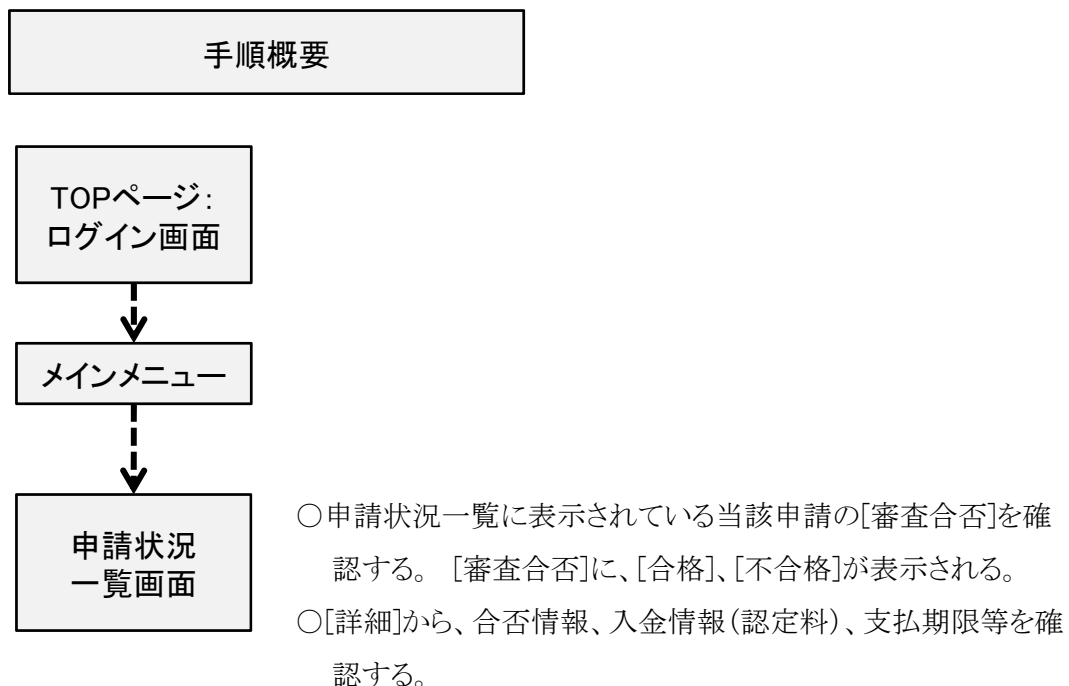 手順概要
TOPページ:
ログイン画面
メインメニュー
申請状況
一覧画面
○申請状況一覧に表示されている当該申請の[審査合否]を確
認する。 [審査合否]に、[合格]、[不合格]が表示される。
○[詳細]から、合否情報、入金情報(認定料)、支払期限等を確
認する。